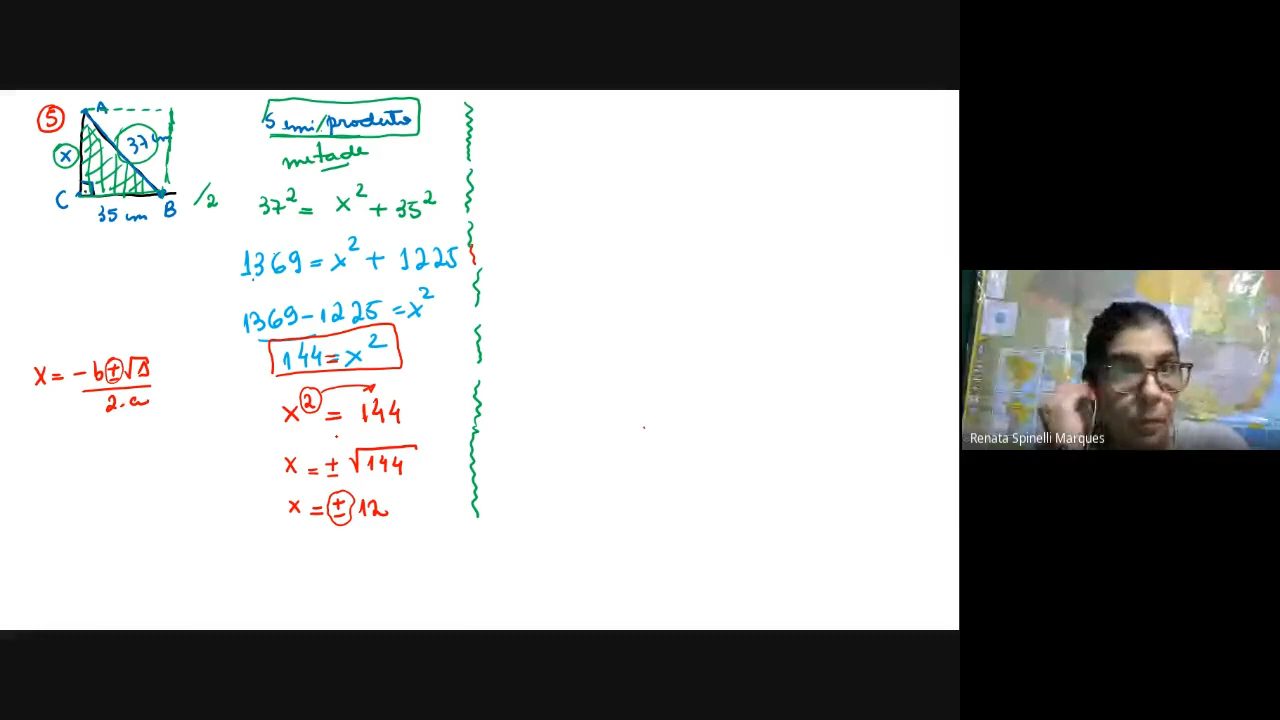 5
A
37 cm
x
C
35 cm
B
/2
Semi/produto
metade
37² = x² + 35²
1369 = x² + 1225
1369 - 1225 = x²
144 = x²
x² = 144
x = ± √144
x = ± 12
x = -b ± √Δ
2.a
Renata Spinelli Marques